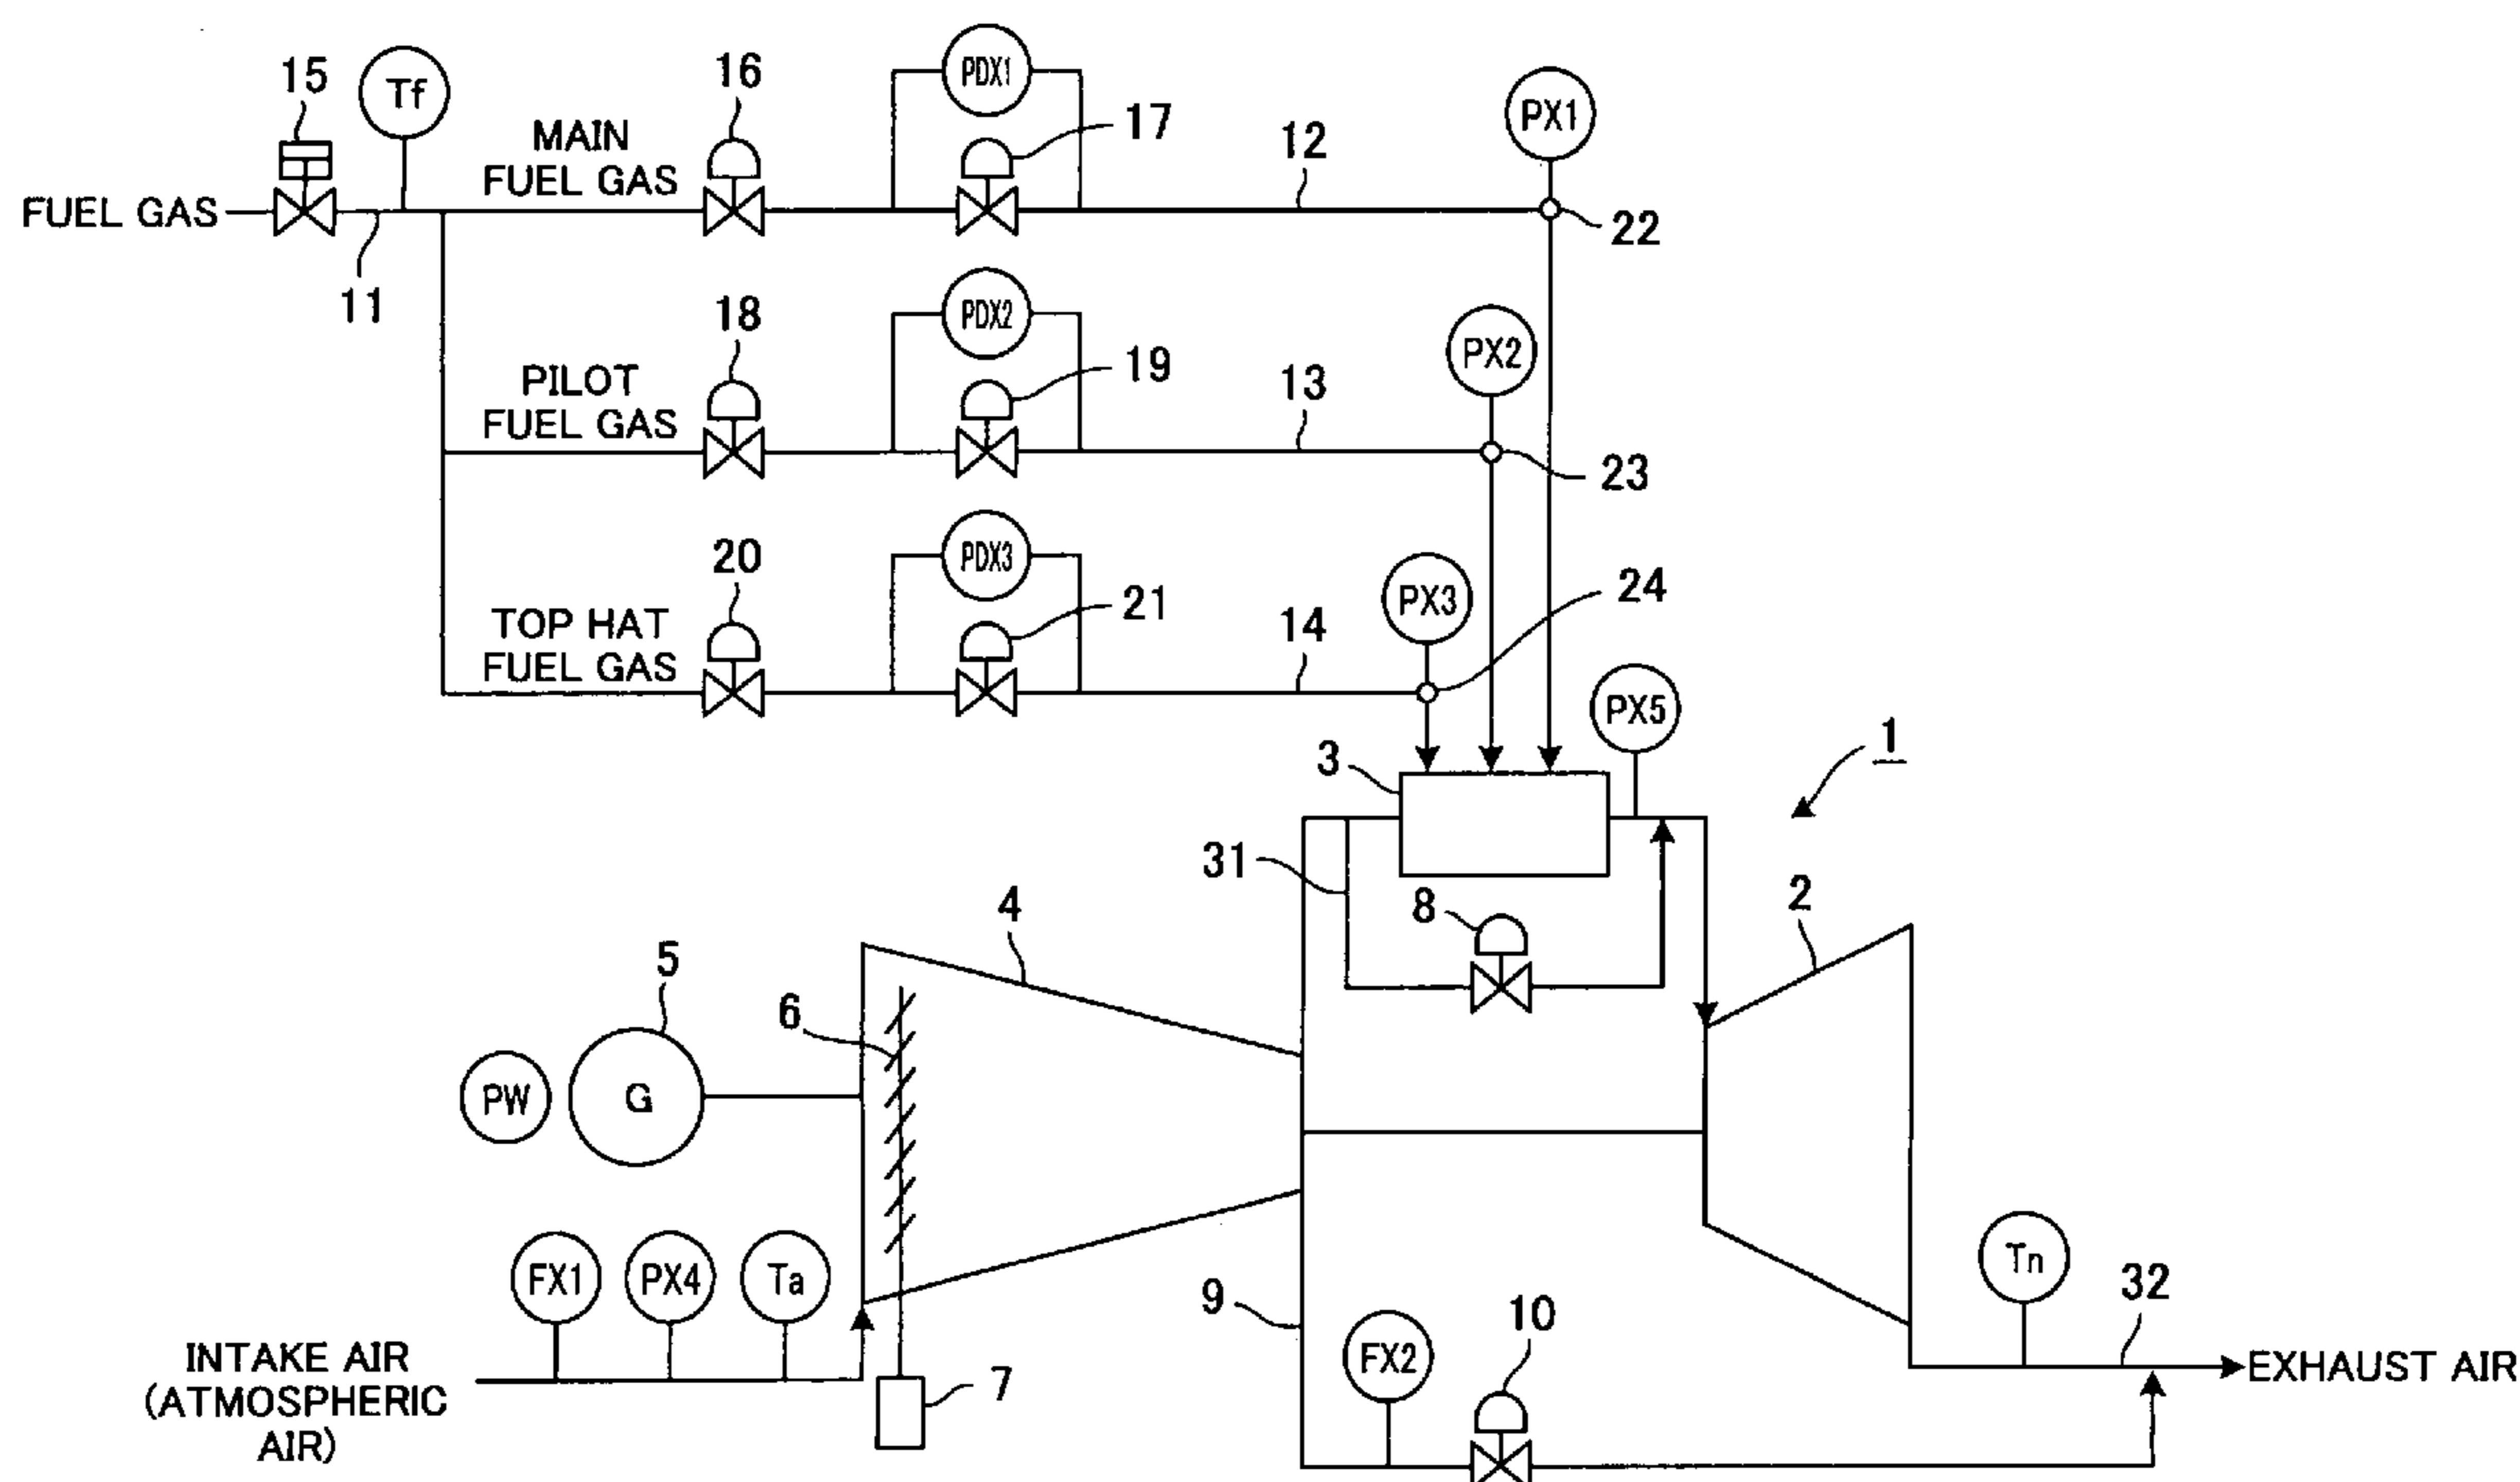 15
Tf
16
PDX1
17
12
PX1
22
MAIN
FUEL GAS
FUEL GAS
11
18
PDX2
19
13
PX2
23
PILOT
FUEL GAS
20
PDX3
21
14
PX3
24
TOP HAT
FUEL GAS
PX5
1
3
31
8
2
4
5
6
PW
G
FX1
PX4
Ta
7
INTAKE AIR
(ATMOSPHERIC
AIR)
9
FX2
10
Tn
32
EXHAUST AIR